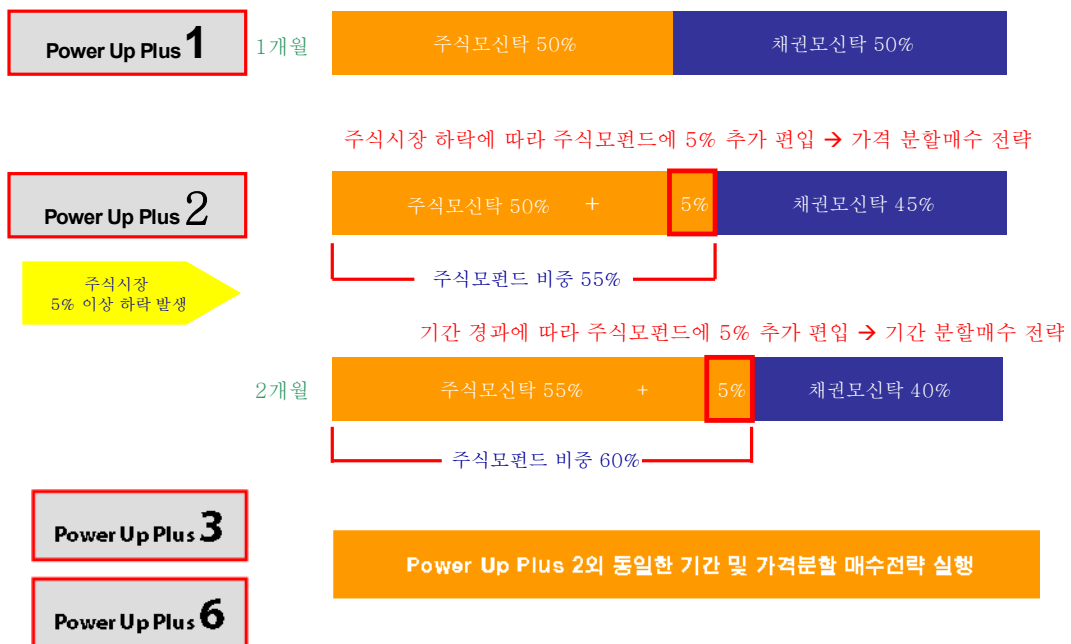 Power Up Plus 1
1개월
주식모신탁 50%
채권모신탁 50%
주식시장 하락에 따라 주식모펀드에 5% 추가 편입 → 가격 분할매수 전략
Power Up Plus 2
주식모신탁 50% + 5%
채권모신탁 45%
주식시장
5% 이상 하락 발생
주식모펀드 비중 55%
기간 경과에 따라 주식모펀드에 5% 추가 편입 → 기간 분할매수 전략
2개월
주식모신탁 55% + 5%
채권모신탁 40%
주식모펀드 비중 60%
Power Up Plus 3
Power Up Plus 2외 동일한 기간 및 가격분할 매수전략 실행
Power Up Plus 6